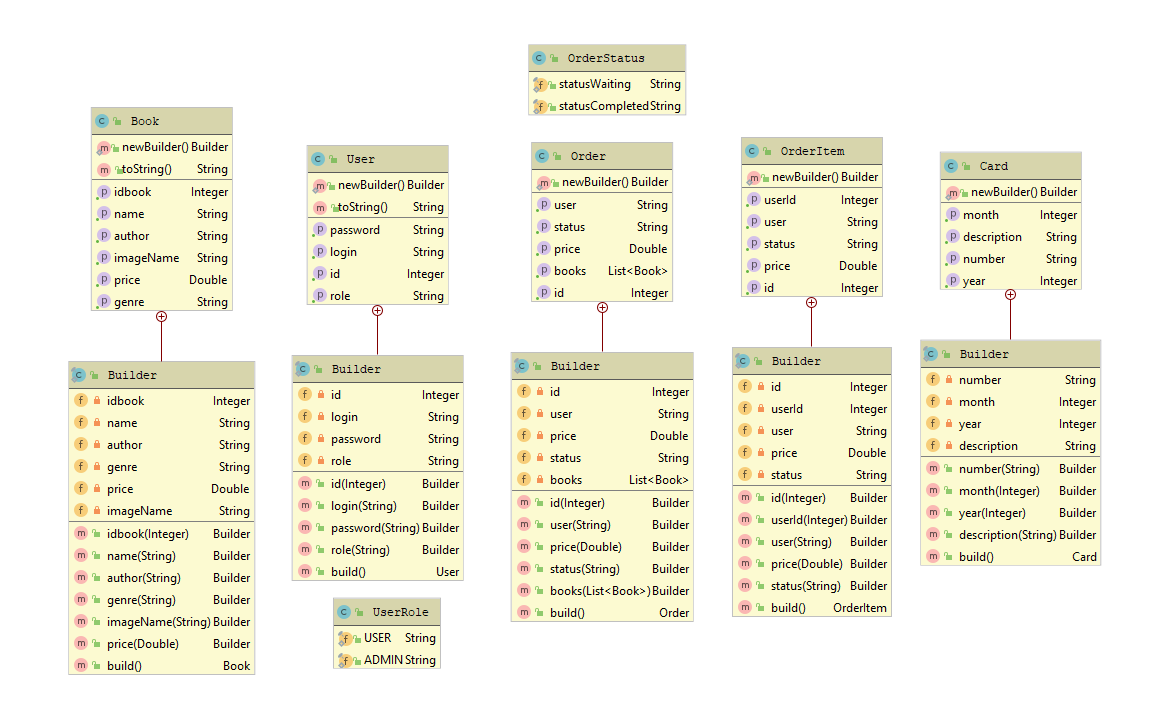 OrderStatus
statusWaiting String
statusCompleted String
Book
newBuilder() Builder
toString() String
idbook Integer
name String
author String
imageName String
price Double
genre String
User
newBuilder() Builder
toString() String
password String
login String
id Integer
role String
Order
newBuilder() Builder
user String
status String
price Double
books List<Book>
id Integer
OrderItem
newBuilder() Builder
userId Integer
user String
status String
price Double
id Integer
Card
newBuilder() Builder
month Integer
description String
number String
year Integer
Builder
idbook Integer
name String
author String
genre String
price Double
imageName String
idbook(Integer) Builder
name(String) Builder
author(String) Builder
genre(String) Builder
imageName(String) Builder
price(Double) Builder
build() Book
Builder
id Integer
login String
password String
role String
id(Integer) Builder
login(String) Builder
password(String) Builder
role(String) Builder
build() User
UserRole
USER String
ADMIN String
Builder
id Integer
user String
price Double
status String
books List<Book>
id(Integer) Builder
user(String) Builder
price(Double) Builder
status(String) Builder
books(List<Book>) Builder
build() Order
Builder
id Integer
userId Integer
user String
price Double
status String
id(Integer) Builder
userId(Integer) Builder
user(String) Builder
price(Double) Builder
status(String) Builder
build() OrderItem
Builder
number String
month Integer
year Integer
description String
number(String) Builder
month(Integer) Builder
year(Integer) Builder
description(String) Builder
build() Card